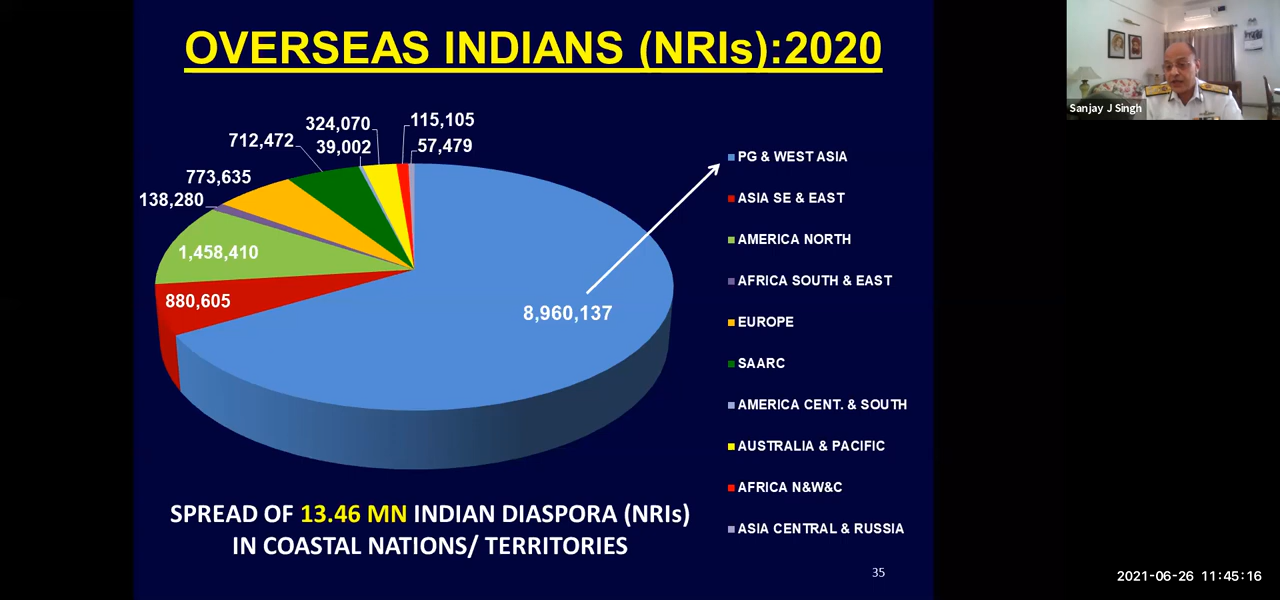 OVERSEAS INDIANS (NRIs):2020
Sanjay J Singh
324,070
115,105
712,472
39,002
57,479
773,635
138,280
1,458,410
880,605
8,960,137
PG & WEST ASIA
ASIA SE & EAST
AMERICA NORTH
AFRICA SOUTH & EAST
EUROPE
SAARC
AMERICA CENT. & SOUTH
AUSTRALIA & PACIFIC
AFRICA N&W&C
ASIA CENTRAL & RUSSIA
SPREAD OF 13.46 MN INDIAN DIASPORA (NRIs)
IN COASTAL NATIONS/ TERRITORIES
35
2021-06-26 11:45:16